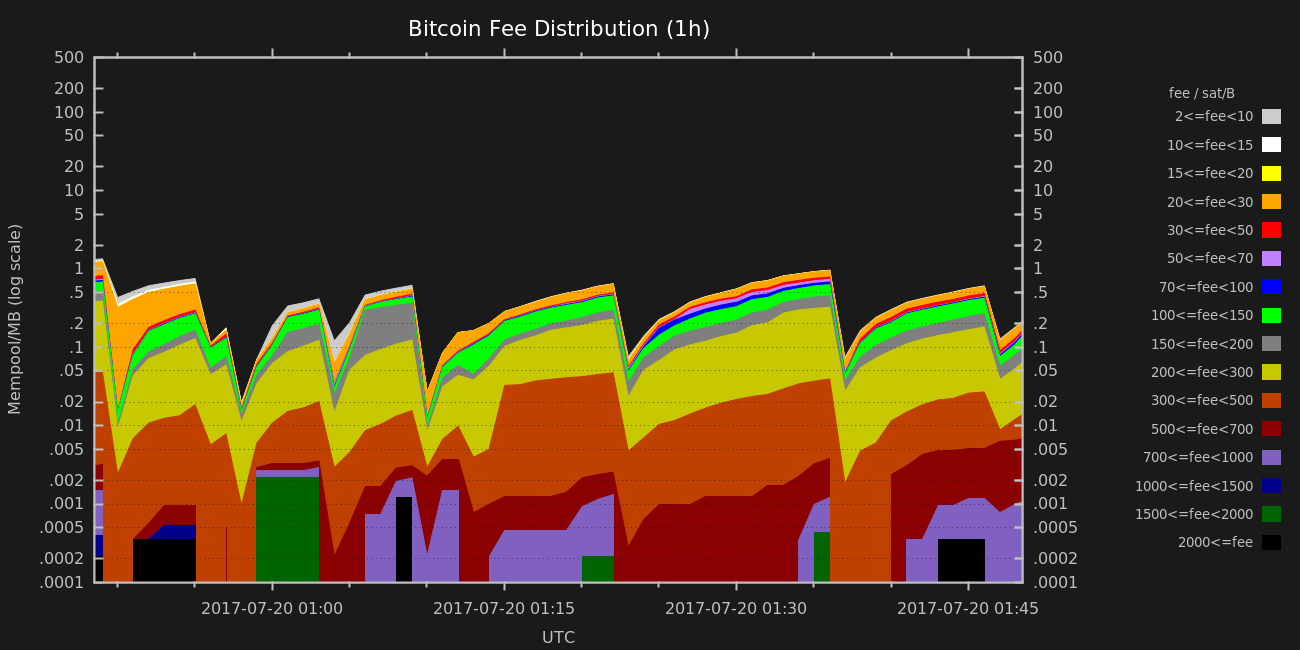 Bitcoin Fee Distribution (1h)
Mempool/MB (log scale)
500
200
100
50
20
10
5
2
1
.5
.2
.1
.05
.02
.01
.005
.002
.001
.0005
.0002
.0001
500
200
100
50
20
10
5
2
1
.5
.2
.1
.05
.02
.01
.005
.002
.001
.0005
.0002
.0001
2017-07-20 01:00
2017-07-20 01:15
2017-07-20 01:30
2017-07-20 01:45
UTC
fee / sat/B
2<=fee<10
10<=fee<15
15<=fee<20
20<=fee<30
30<=fee<50
50<=fee<70
70<=fee<100
100<=fee<150
150<=fee<200
200<=fee<300
300<=fee<500
500<=fee<700
700<=fee<1000
1000<=fee<1500
1500<=fee<2000
2000<=fee